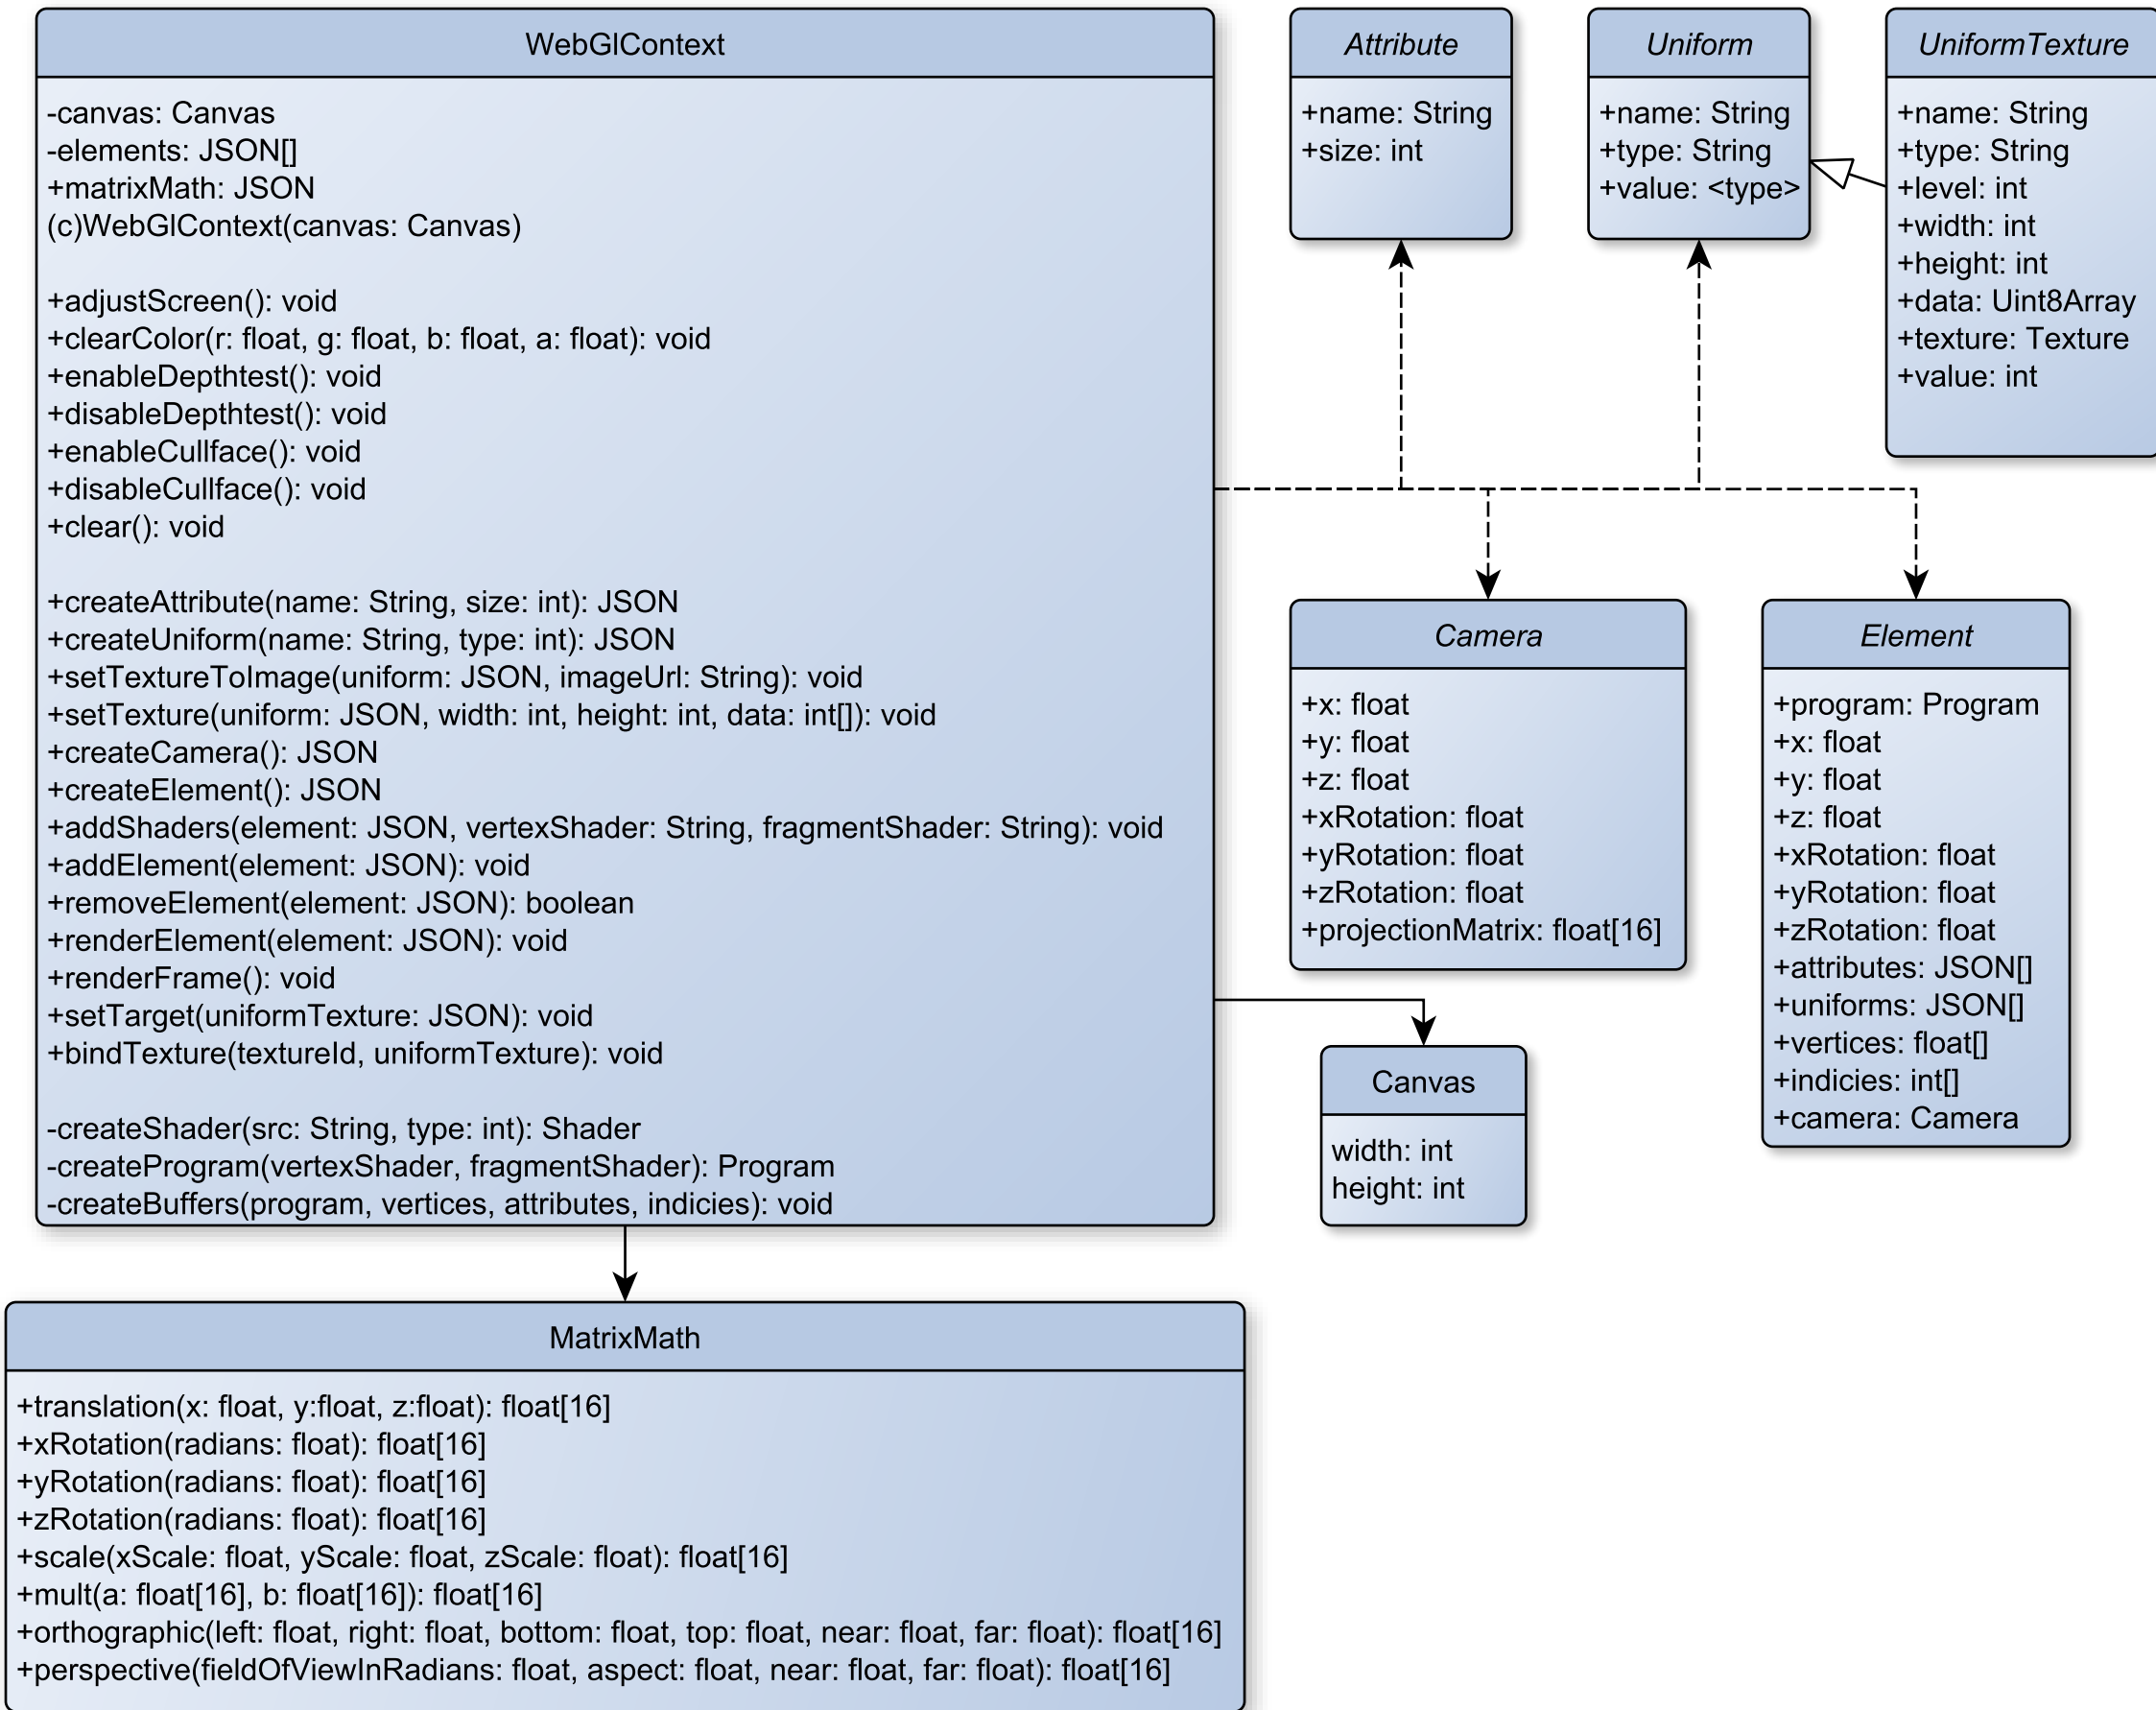 WebGlContext
-canvas: Canvas
-elements: JSON[]
+matrixMath: JSON
(c)WebGlContext(canvas: Canvas)
+adjustScreen(): void
+clearColor(r: float, g: float, b: float, a: float): void
+enableDepthtest(): void
+disableDepthtest(): void
+enableCullface(): void
+disableCullface(): void
+clear(): void
+createAttribute(name: String, size: int): JSON
+createUniform(name: String, type: int): JSON
+setTextureToImage(uniform: JSON, imageUrl: String): void
+setTexture(uniform: JSON, width: int, height: int, data: int[]): void
+createCamera(): JSON
+createElement(): JSON
+addShaders(element: JSON, vertexShader: String, fragmentShader: String): void
+addElement(element: JSON): void
+removeElement(element: JSON): boolean
+renderElement(element: JSON): void
+renderFrame(): void
+setTarget(uniformTexture: JSON): void
+bindTexture(textureId, uniformTexture): void
-createShader(src: String, type: int): Shader
-createProgram(vertexShader, fragmentShader): Program
-createBuffers(program, vertices, attributes, indicies): void
Attribute
+name: String
+size: int
Uniform
+name: String
+type: String
+value: <type>
UniformTexture
+name: String
+type: String
+level: int
+width: int
+height: int
+data: Uint8Array
+texture: Texture
+value: int
Camera
+x: float
+y: float
+z: float
+xRotation: float
+yRotation: float
+zRotation: float
+projectionMatrix: float[16]
Element
+program: Program
+x: float
+y: float
+z: float
+xRotation: float
+yRotation: float
+zRotation: float
+attributes: JSON[]
+uniforms: JSON[]
+vertices: float[]
+indicies: int[]
+camera: Camera
Canvas
width: int
height: int
MatrixMath
+translation(x: float, y:float, z:float): float[16]
+xRotation(radians: float): float[16]
+yRotation(radians: float): float[16]
+zRotation(radians: float): float[16]
+scale(xScale: float, yScale: float, zScale: float): float[16]
+mult(a: float[16], b: float[16]): float[16]
+orthographic(left: float, right: float, bottom: float, top: float, near: float, far: float): float[16]
+perspective(fieldOfViewInRadians: float, aspect: float, near: float, far: float): float[16]